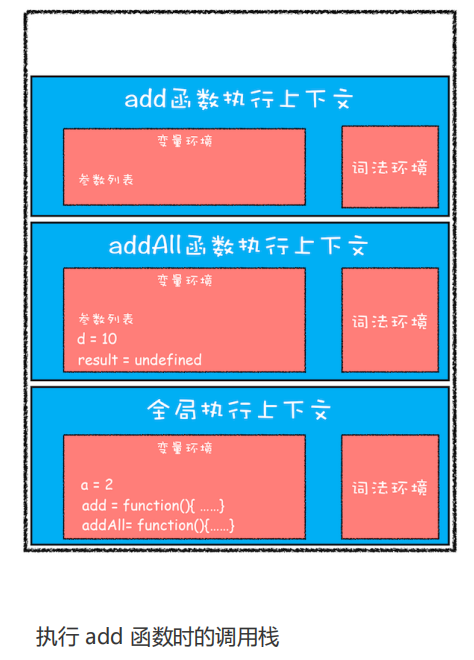 add函数执行上下文
变量环境
参数列表
词法环境
addAll函数执行上下文
变量环境
参数列表
d = 10
result = undefined
词法环境
全局执行上下文
变量环境
a = 2
add = function(){ ……}
addAll= function(){……}
词法环境
执行 add 函数时的调用栈